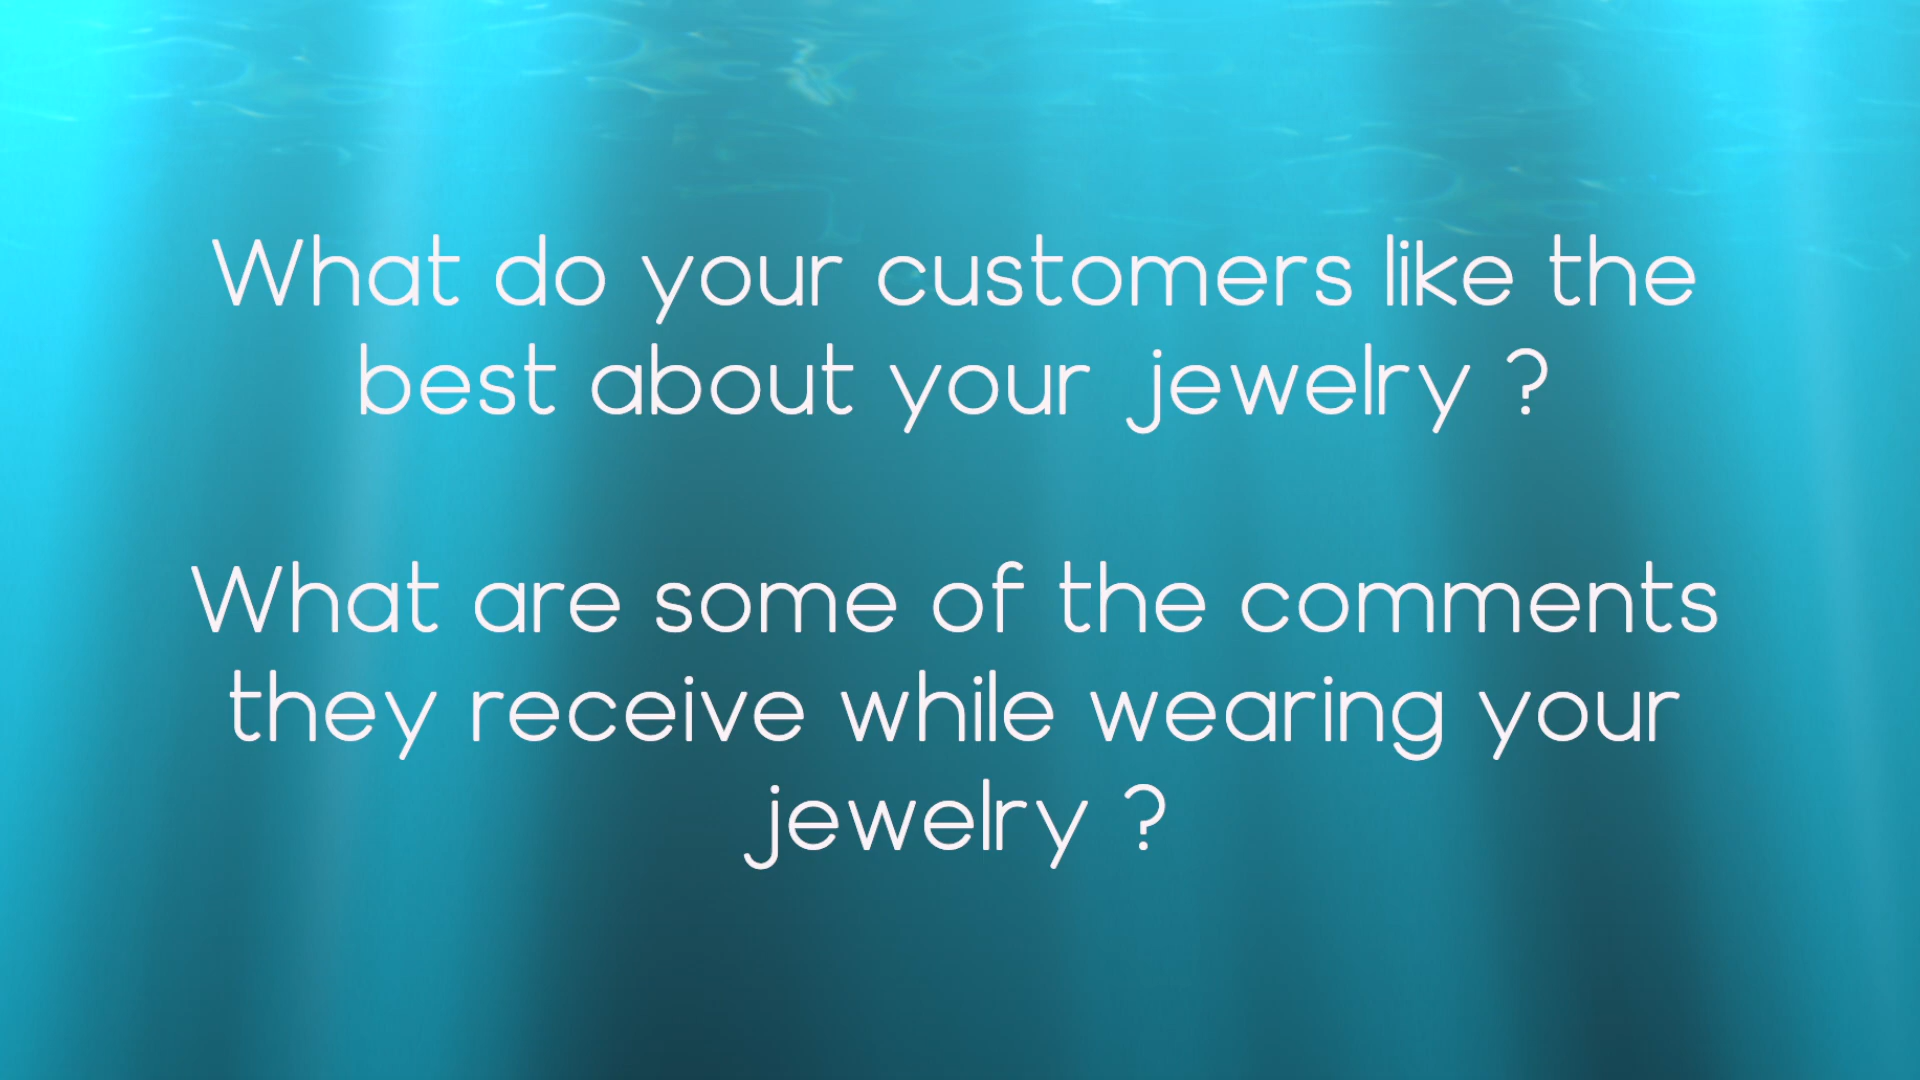 What do your customers like the
best about your jewelry ?
What are some of the comments
they receive while wearing your
jewelry ?